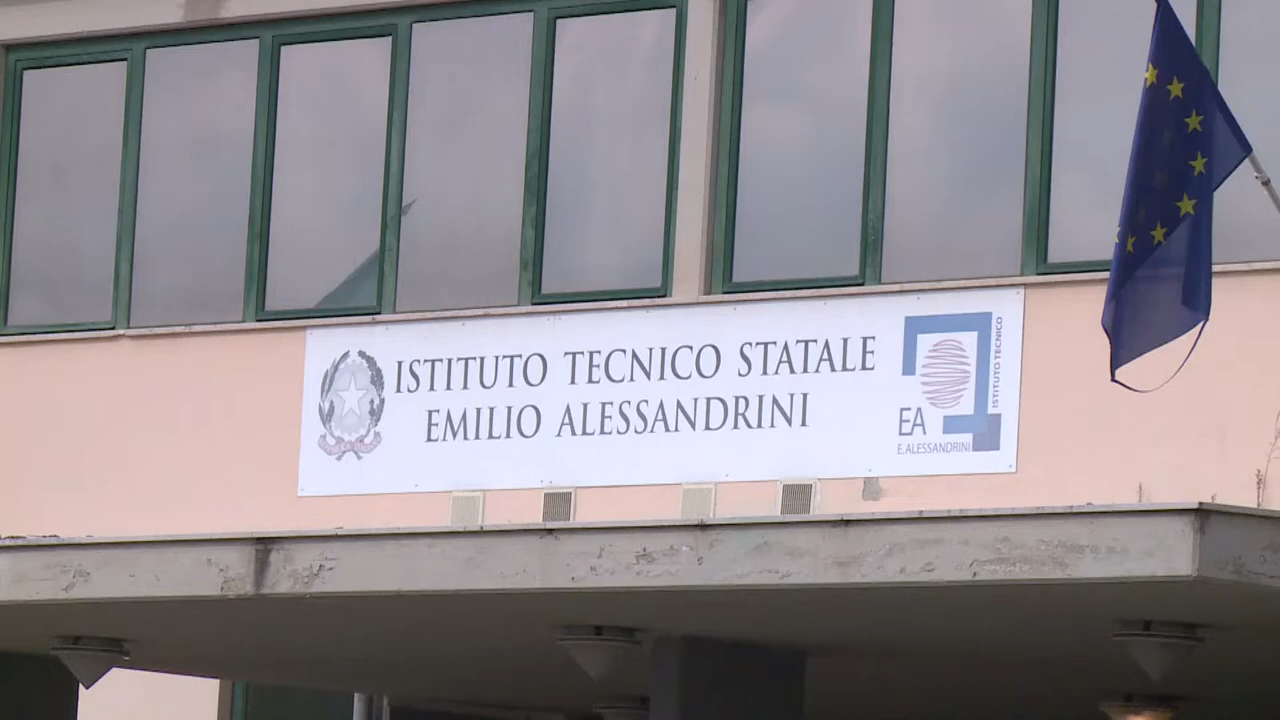 ISTITUTO TECNICO STATALE
EMILIO ALESSANDRINI
ISTITUTO TECNICO
EA
E.ALESSANDRINI